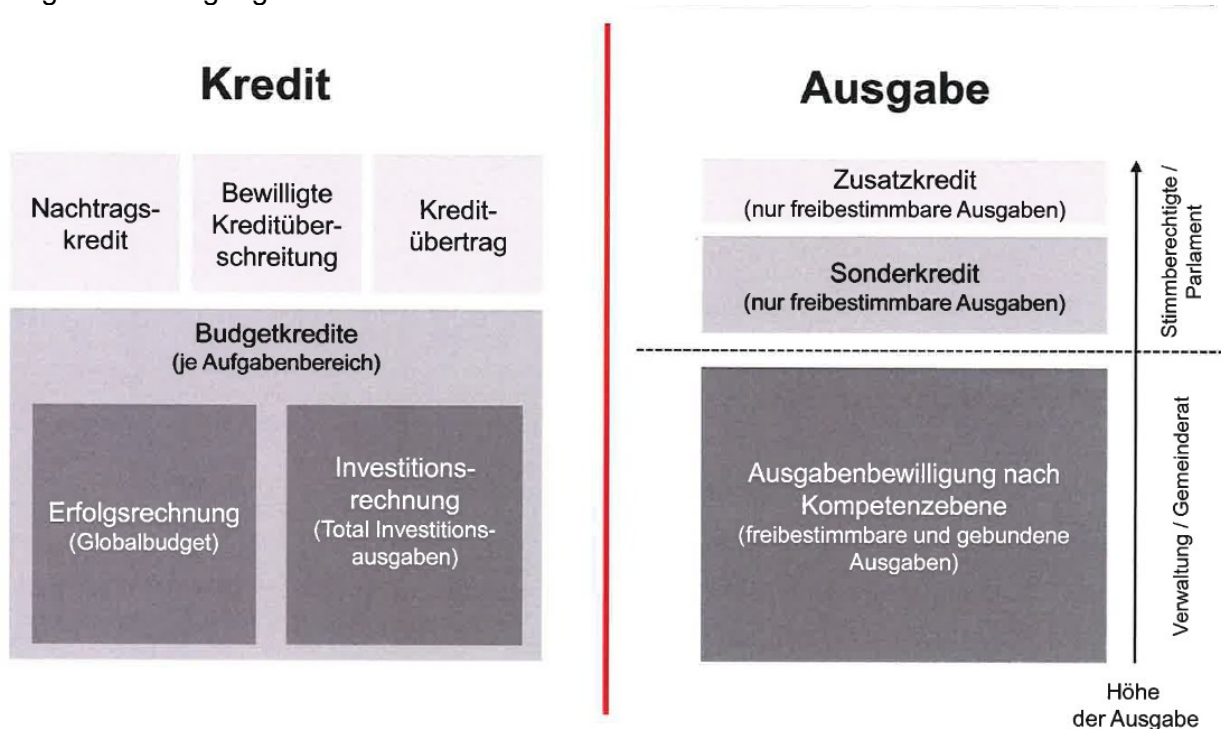 Kredit
Nachtrags-
kredit
Bewilligte
Kreditüber-
schreitung
Kredit-
übertrag
Budgetkredite
(je Aufgabenbereich)
Erfolgsrechnung
(Globalbudget)
Investitions-
rechnung
(Total Investitions-
ausgaben)
Ausgabe
Zusatzkredit
(nur freibestimmbare Ausgaben)
Sonderkredit
(nur freibestimmbare Ausgaben)
Ausgabenbewilligung nach
Kompetenzebene
(freibestimmbare und gebundene
Ausgaben)
Stimmberechtigte /
Parlament
Verwaltung / Gemeinderat
Höhe
der Ausgabe